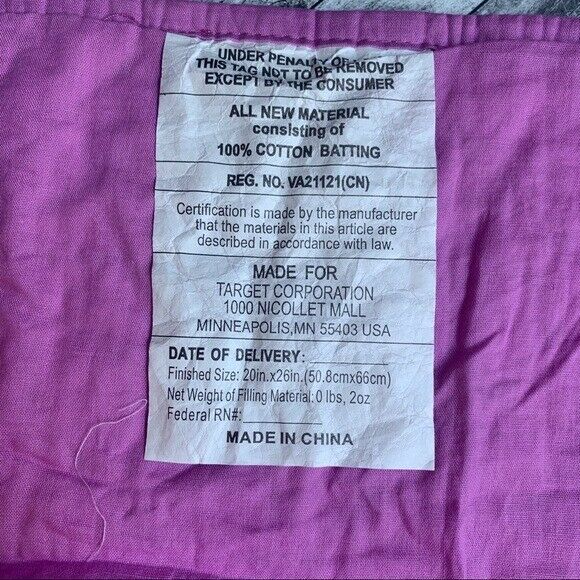 UNDER PENALTY OF
THIS TAG NOT TO BE REMOVED
EXCEPT BY THE CONSUMER
ALL NEW MATERIAL
consisting of
100% COTTON BATTING
REG. NO. VA21121(CN)
Certification is made by the manufacturer
that the materials in this article are
described in accordance with law.
MADE FOR
TARGET CORPORATION
1000 NICOLLET MALL
MINNEAPOLIS,MN 55403 USA
DATE OF DELIVERY:
Finished Size: 20in.x26in.(50.8cmx66cm)
Net Weight of Filling Material: 0 lbs, 2oz
Federal RN#:
MADE IN CHINA